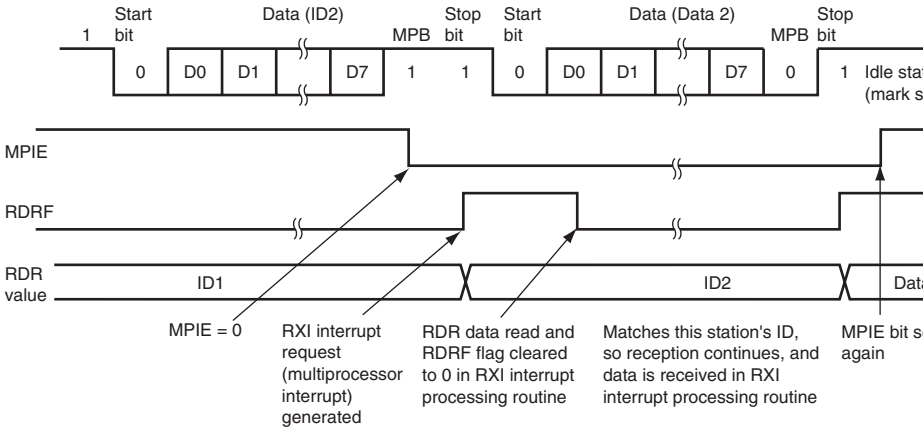 Start bit Data (ID2) Stop bit Start bit Data (Data 2) Stop bit
1 MPB MPB
0 D0 D1 D7 1 1 0 D0 D1 D7 0 1 Idle
(mark
MPIE
RDRF
RDR value ID1 ID2
MPIE = 0
RXI interrupt
request
(multiprocessor
interrupt)
generated
RDR data read and
RDRF flag cleared
to 0 in RXI interrupt
processing routine
Matches this station's ID,
so reception continues, and
data is received in RXI
interrupt processing routine
MPIE bit
again